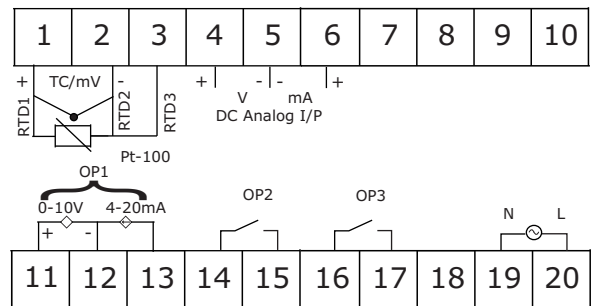 1 2 3 4 5 6 7 8 9 10
+ TC/mV - + V - - mA +
DC Analog I/P
RTD1 RTD2 RTD3
Pt-100
OP1
0-10V 4-20mA OP2 OP3 N L
+ -
11 12 13 14 15 16 17 18 19 20